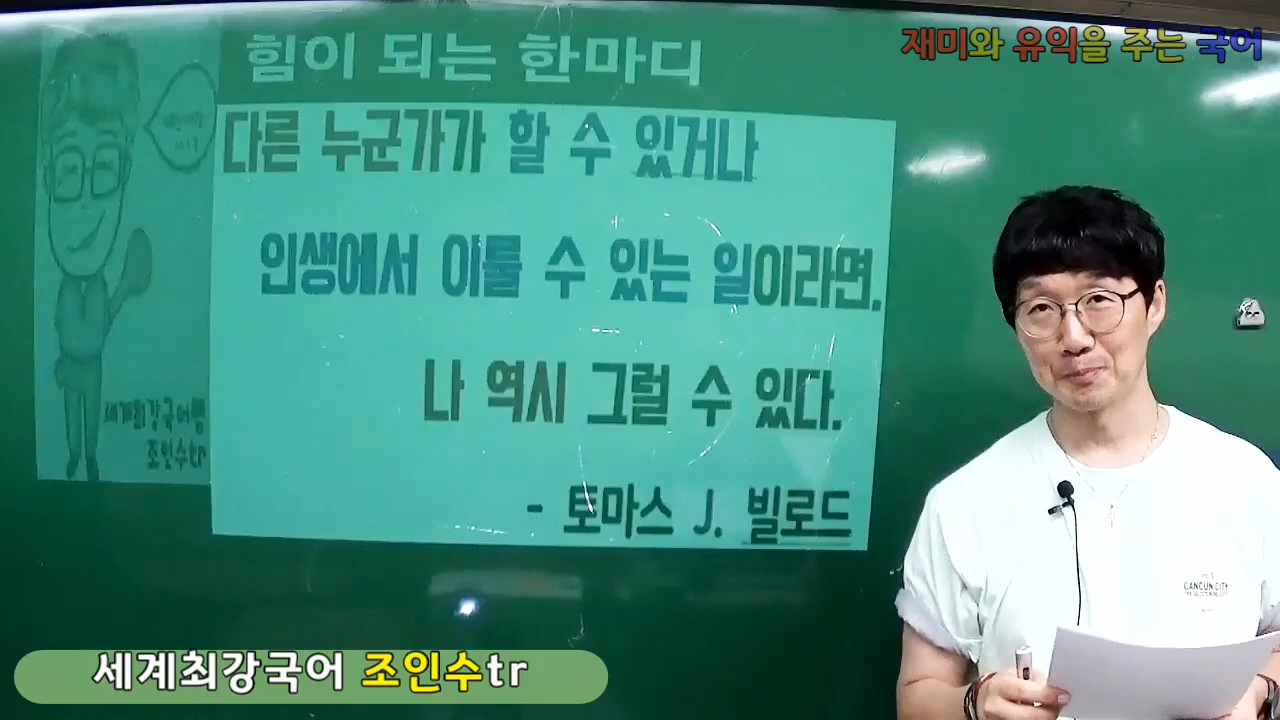 재미와 유익을 주는 국어
힘이 되는 한마디
다른 누군가가 할 수 있거나
인생에서 이룰 수 있는 일이라면.
나 역시 그럴 수 있다.
- 토마스 J. 빌로드
세계최강국어쌤
조인수tr
CANCUN CITY
세계최강국어 조인수tr